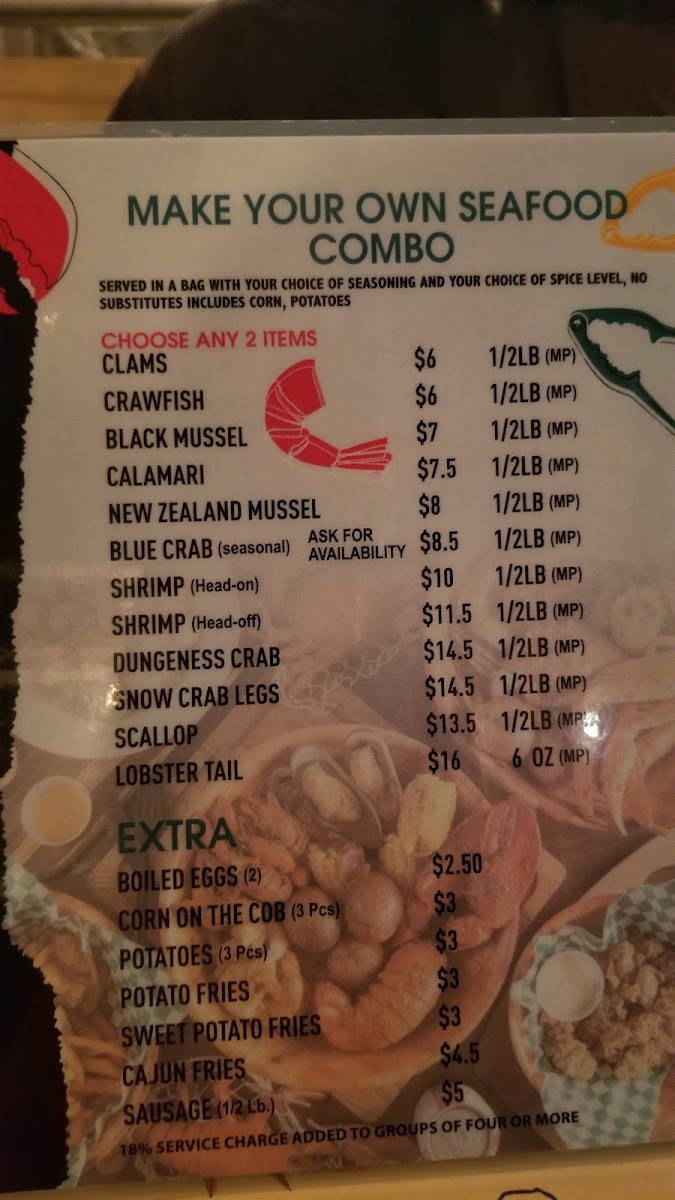 MAKE YOUR OWN SEAFOOD
COMBO
SERVED IN A BAG WITH YOUR CHOICE OF SEASONING AND YOUR CHOICE OF SPICE LEVEL, NO
SUBSTITUTES INCLUDES CORN, POTATOES
CHOOSE ANY 2 ITEMS
CLAMS $6 1/2LB (MP)
CRAWFISH $6 1/2LB (MP)
BLACK MUSSEL $7 1/2LB (MP)
CALAMARI $7.5 1/2LB (MP)
NEW ZEALAND MUSSEL $8 1/2LB (MP)
BLUE CRAB (seasonal) ASK FOR AVAILABILITY $8.5 1/2LB (MP)
SHRIMP (Head-on) $10 1/2LB (MP)
SHRIMP (Head-off) $11.5 1/2LB (MP)
DUNGENESS CRAB $14.5 1/2LB (MP)
SNOW CRAB LEGS $14.5 1/2LB (MP)
SCALLOP $13.5 1/2LB (MP)
LOBSTER TAIL $16 6 OZ (MP)
EXTRA
BOILED EGGS (2) $2.50
CORN ON THE COB (3 Pcs) $3
POTATOES (3 Pcs) $3
POTATO FRIES $3
SWEET POTATO FRIES $3
CAJUN FRIES $4.5
SAUSAGE (1/2 Lb.) $5
18% SERVICE CHARGE ADDED TO GROUPS OF FOUR OR MORE